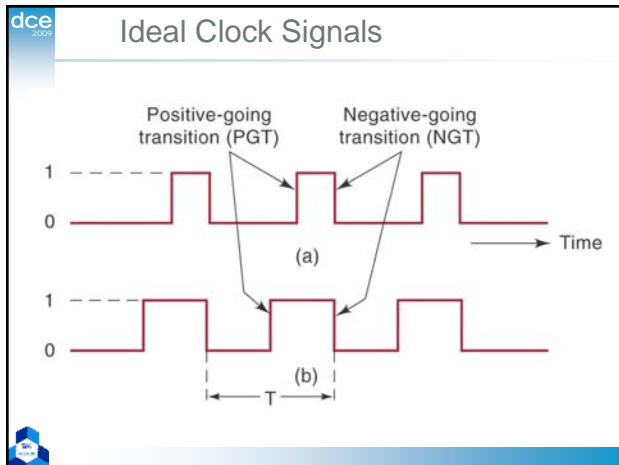 dce
2009
Ideal Clock Signals
Positive-going
transition (PGT)
Negative-going
transition (NGT)
1
0
(a)
Time
1
0
(b)
T